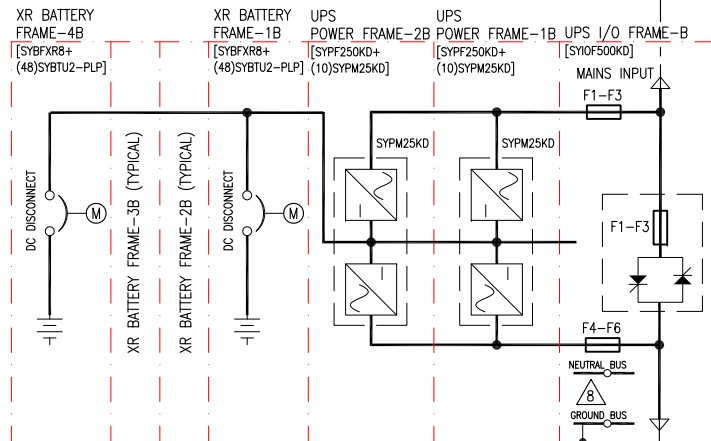 XR BATTERY
FRAME-4B
[SYBFXR8+
(48)SYBTU2-PLP]
XR BATTERY
FRAME-1B
[SYBFXR8+
(48)SYBTU2-PLP]
UPS
POWER FRAME-2B
[SYPF250KD+
(10)SYPM25KD]
UPS
POWER FRAME-1B
[SYPF250KD+
(10)SYPM25KD]
UPS I/O FRAME-B
[SYIOF500KD]
MAINS INPUT
F1-F3
SYPM25KD
SYPM25KD
DC DISCONNECT
M
XR BATTERY FRAME-3B (TYPICAL)
XR BATTERY FRAME-2B (TYPICAL)
DC DISCONNECT
M
F1-F3
F4-F6
NEUTRAL BUS
8
GROUND BUS